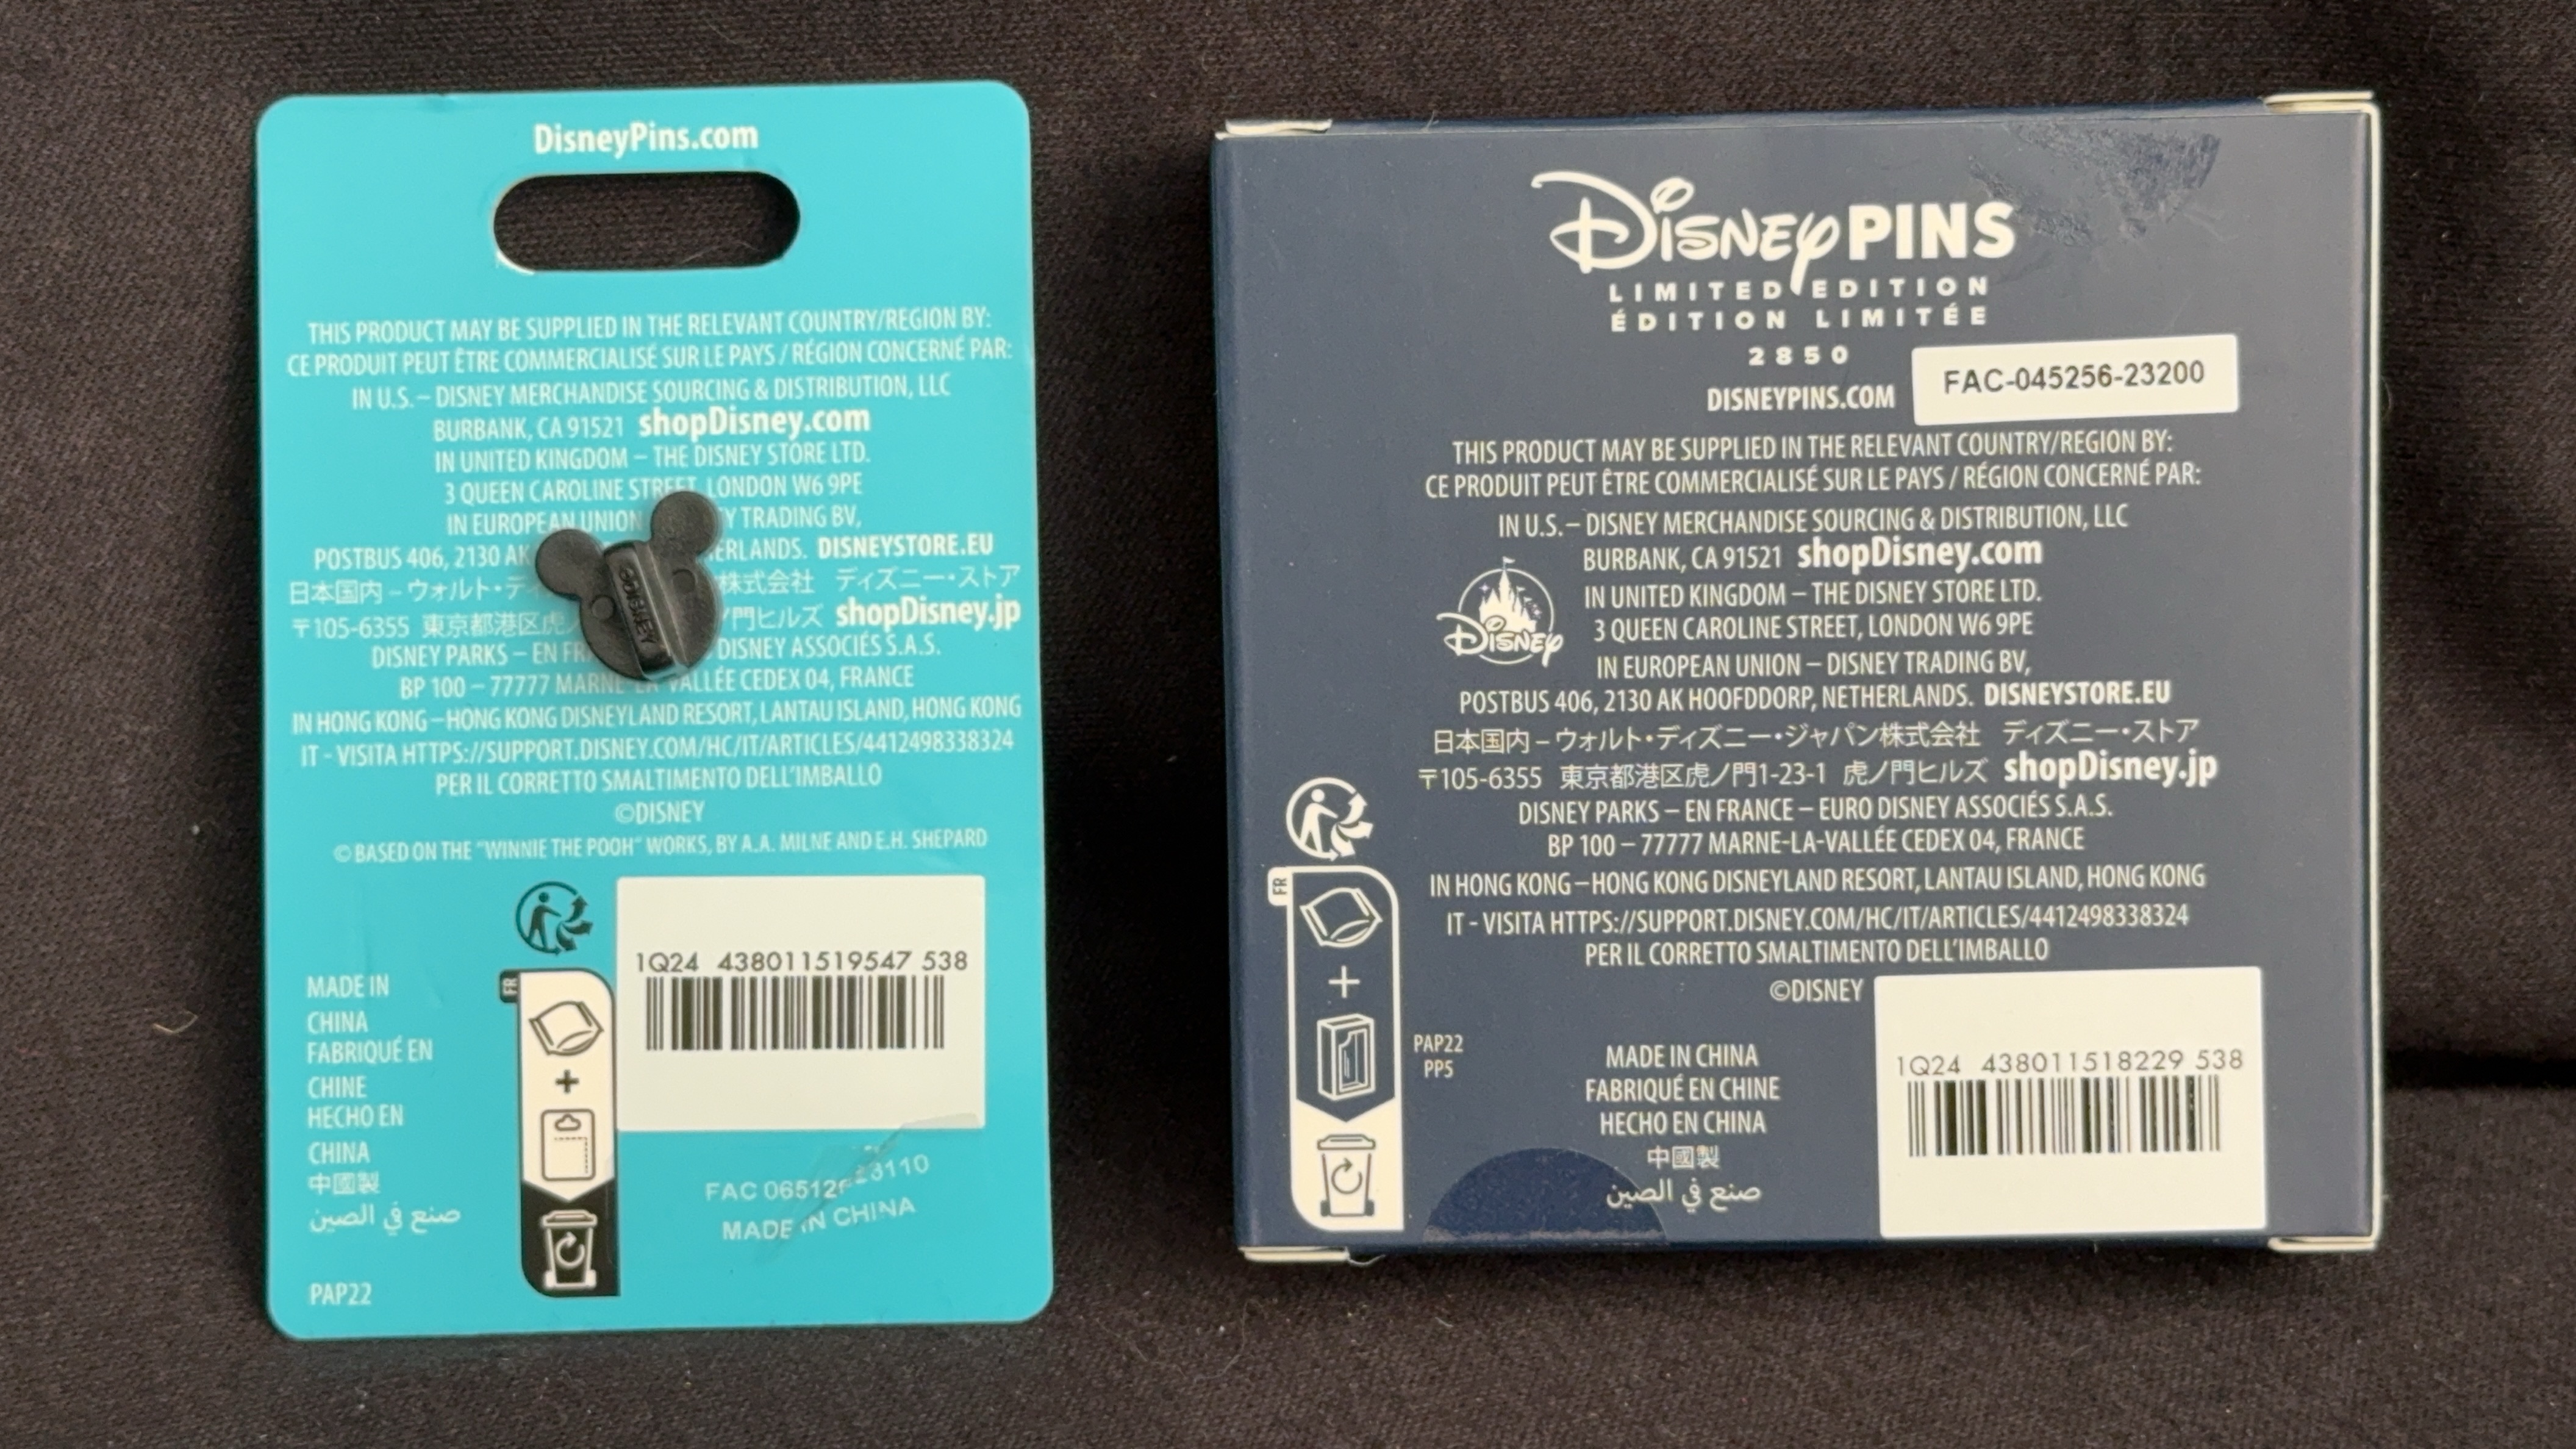 DisneyPins.com
THIS PRODUCT MAY BE SUPPLIED IN THE RELEVANT COUNTRY/REGION BY:
CE PRODUIT PEUT ÊTRE COMMERCIALISÉ SUR LE PAYS / RÉGION CONCERNÉ PAR:
IN U.S.– DISNEY MERCHANDISE SOURCING & DISTRIBUTION, LLC
BURBANK, CA 91521 shopDisney.com
IN UNITED KINGDOM – THE DISNEY STORE LTD.
3 QUEEN CAROLINE STREET, LONDON W6 9PE
IN EUROPEAN UNION Y TRADING BV,
POSTBUS 406, 2130 AK ERLANDS. DISNEYSTORE.EU
日本国内 – ウォルト・デ 株式会社 ディズニー・ストア
〒105-6355 東京都港区虎ノ 門ヒルズ shopDisney.jp
DISNEY PARKS – EN FR DISNEY ASSOCIÉS S.A.S.
BP 100 – 77777 MARNE-LA-VALLÉE CEDEX 04, FRANCE
IN HONG KONG – HONG KONG DISNEYLAND RESORT, LANTAU ISLAND, HONG KONG
IT - VISITA HTTPS://SUPPORT.DISNEY.COM/HC/IT/ARTICLES/4412498338324
PER IL CORRETTO SMALTIMENTO DELL'IMBALLO
©DISNEY
© BASED ON THE "WINNIE THE POOH" WORKS, BY A.A. MILNE AND E.H. SHEPARD
DISNEY
1Q24 438011519547 538
FR
MADE IN
CHINA
FABRIQUÉ EN
CHINE
HECHO EN
CHINA
中國製
صنع في الصين
PAP22
FAC 23110
MADE IN CHINA
DISNEY PINS
LIMITED EDITION
ÉDITION LIMITÉE
2850
DISNEYPINS.COM
FAC-045256-23200
THIS PRODUCT MAY BE SUPPLIED IN THE RELEVANT COUNTRY/REGION BY:
CE PRODUIT PEUT ÊTRE COMMERCIALISÉ SUR LE PAYS / RÉGION CONCERNÉ PAR:
IN U.S.– DISNEY MERCHANDISE SOURCING & DISTRIBUTION, LLC
BURBANK, CA 91521 shopDisney.com
IN UNITED KINGDOM – THE DISNEY STORE LTD.
3 QUEEN CAROLINE STREET, LONDON W6 9PE
Disney
IN EUROPEAN UNION – DISNEY TRADING BV,
POSTBUS 406, 2130 AK HOOFDDORP, NETHERLANDS. DISNEYSTORE.EU
日本国内 – ウォルト・ディズニー・ジャパン株式会社 ディズニー・ストア
〒105-6355 東京都港区虎ノ門1-23-1 虎ノ門ヒルズ shopDisney.jp
DISNEY PARKS – EN FRANCE – EURO DISNEY ASSOCIÉS S.A.S.
BP 100 – 77777 MARNE-LA-VALLÉE CEDEX 04, FRANCE
IN HONG KONG – HONG KONG DISNEYLAND RESORT, LANTAU ISLAND, HONG KONG
IT - VISITA HTTPS://SUPPORT.DISNEY.COM/HC/IT/ARTICLES/4412498338324
PER IL CORRETTO SMALTIMENTO DELL'IMBALLO
©DISNEY
FR
PAP22
PP5
MADE IN CHINA
FABRIQUÉ EN CHINE
HECHO EN CHINA
中國製
صنع في الصين
1Q24 438011518229 538